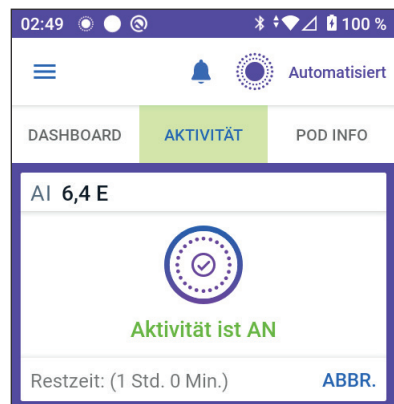 02:49 100 %
Automatisiert
DASHBOARD AKTIVITÄT POD INFO
AI 6,4 E
Aktivität ist AN
Restzeit: (1 Std. 0 Min.) ABBR.